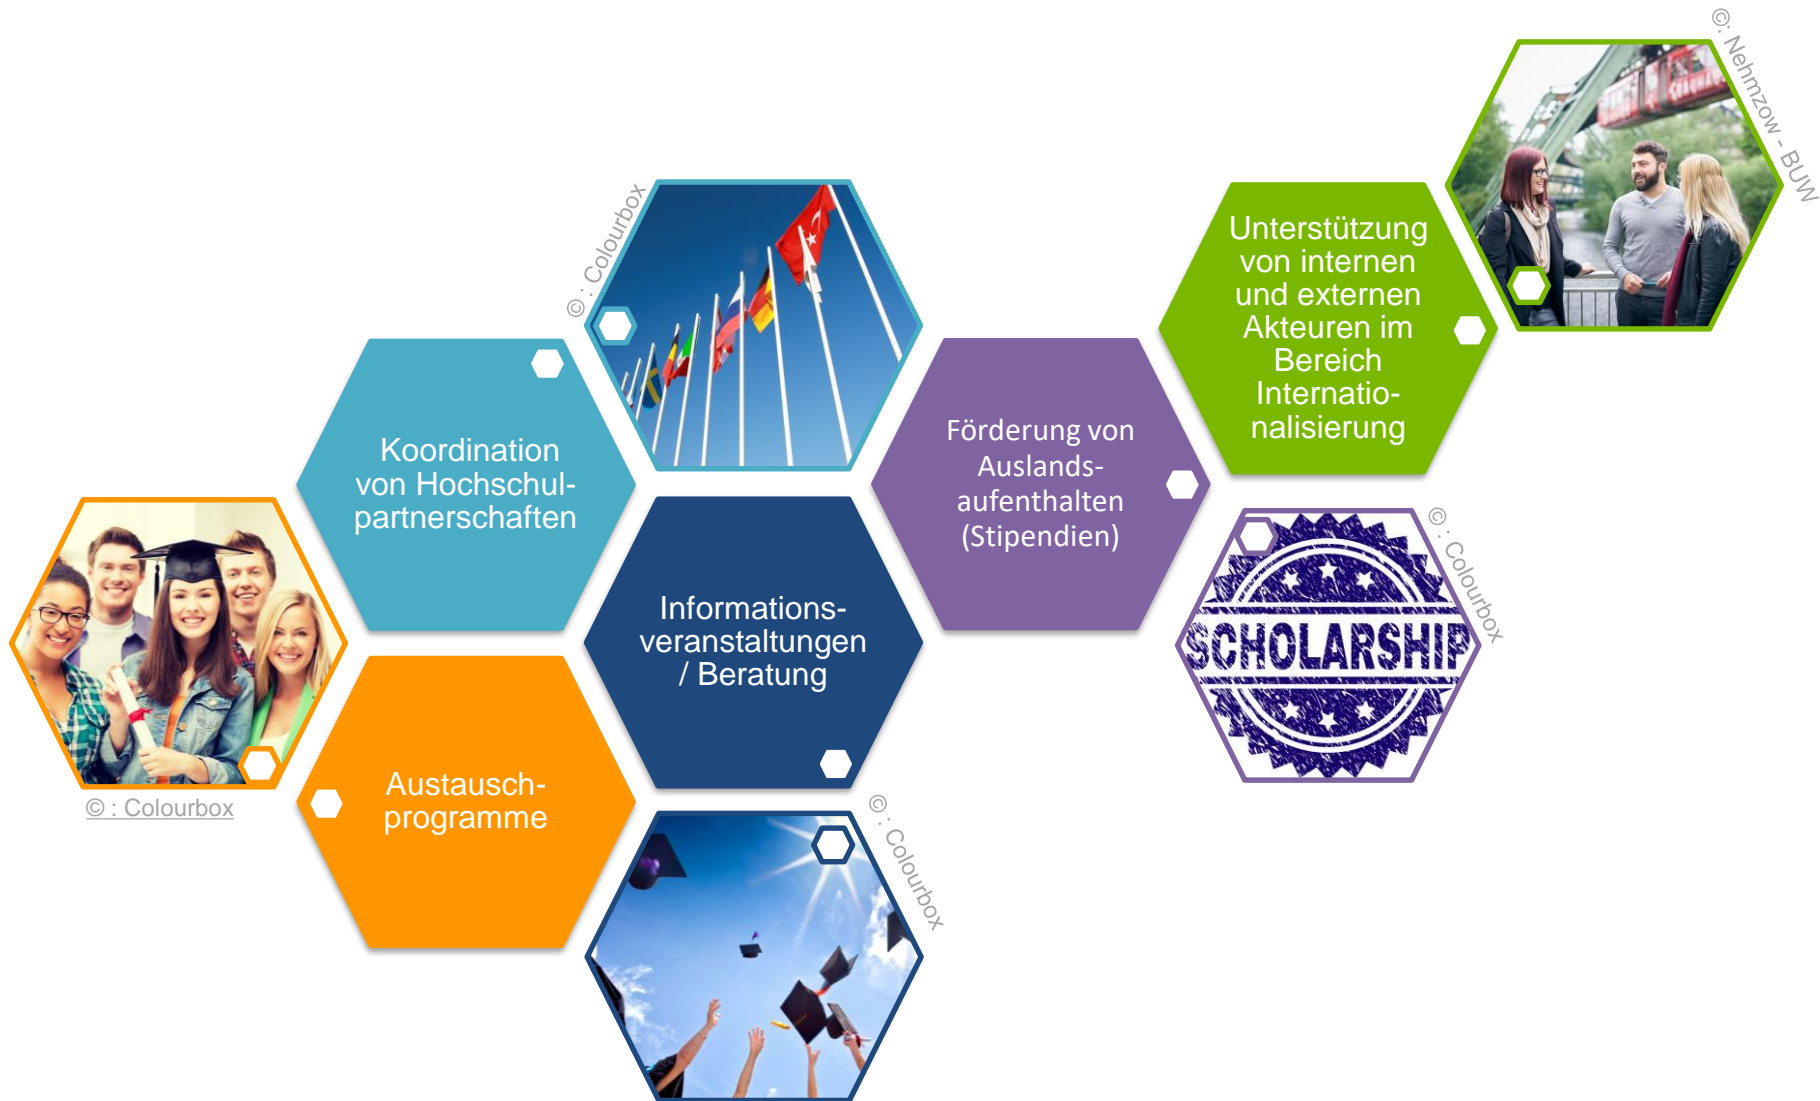 ©: Nehmzow - BUW
© : Colourbox
Unterstützung
von internen
und externen
Akteuren im
Bereich
Internatio-
nalisierung
Koordination
von Hochschul-
partnerschaften
Förderung von
Auslands-
aufenthalten
(Stipendien)
© : Colourbox
SCHOLARSHIP
Informations-
veranstaltungen
/ Beratung
© : Colourbox
Austausch-
programme
© : Colourbox